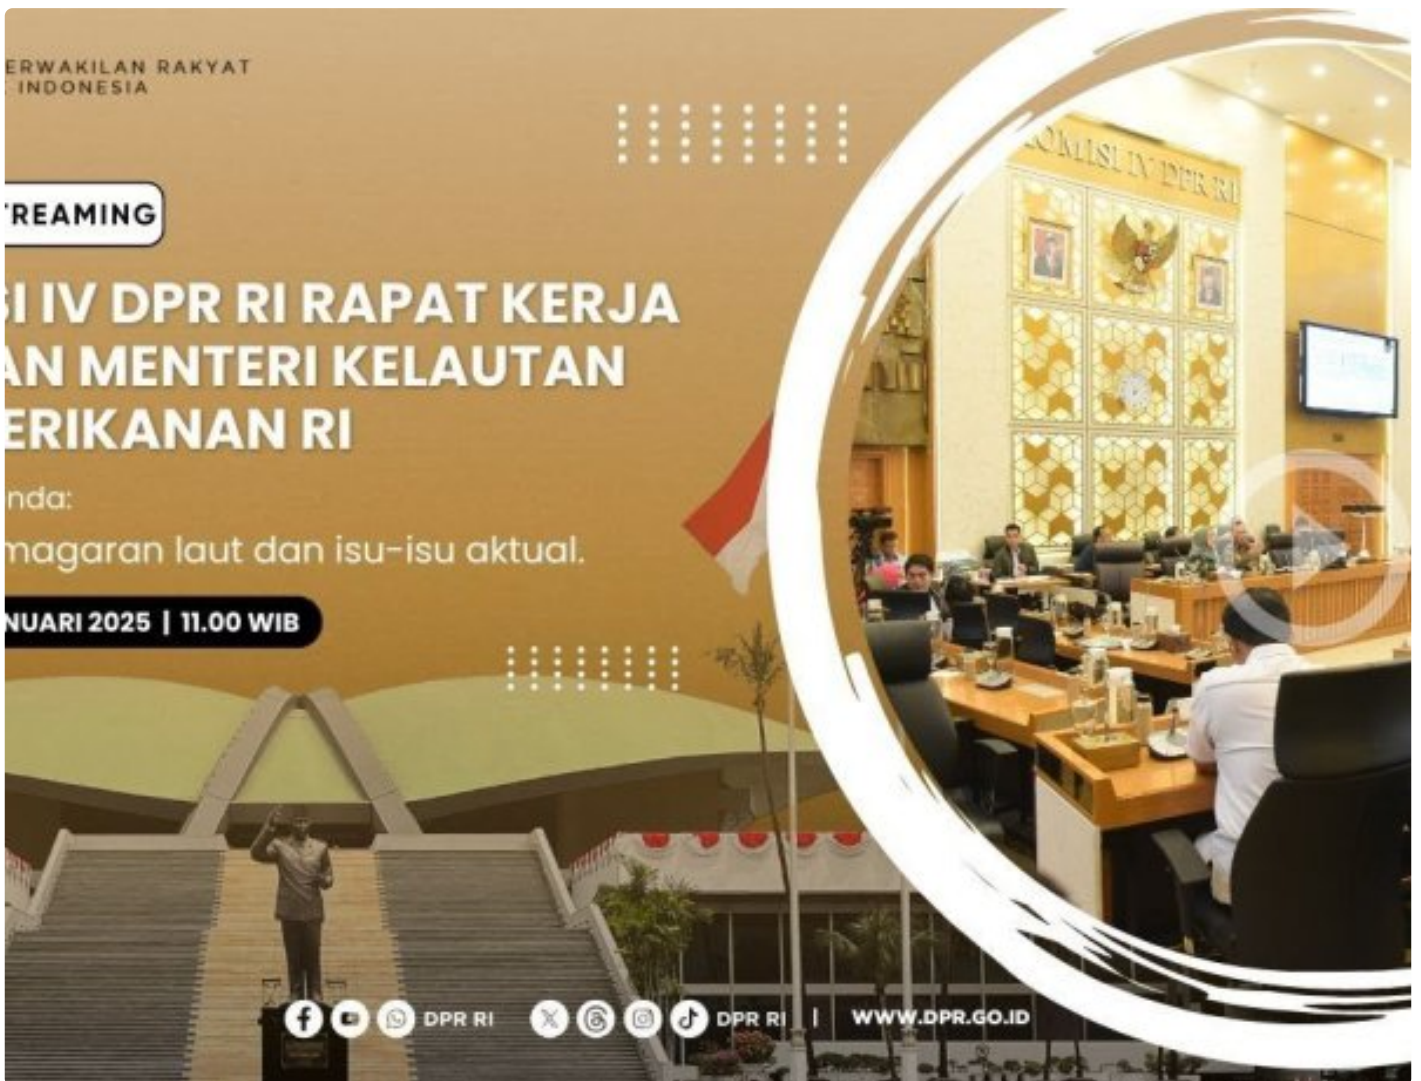 ERWAKILAN RAKYAT
INDONESIA
TREAMING
SI IV DPR RI RAPAT KERJA
AN MENTERI KELAUTAN
ERIKANAN RI
nda:
magaran laut dan isu-isu aktual.
NUARI 2025 | 11.00 WIB
KOMISI IV DPR RI
DPR RI
DPR RI | WWW.DPR.GO.ID